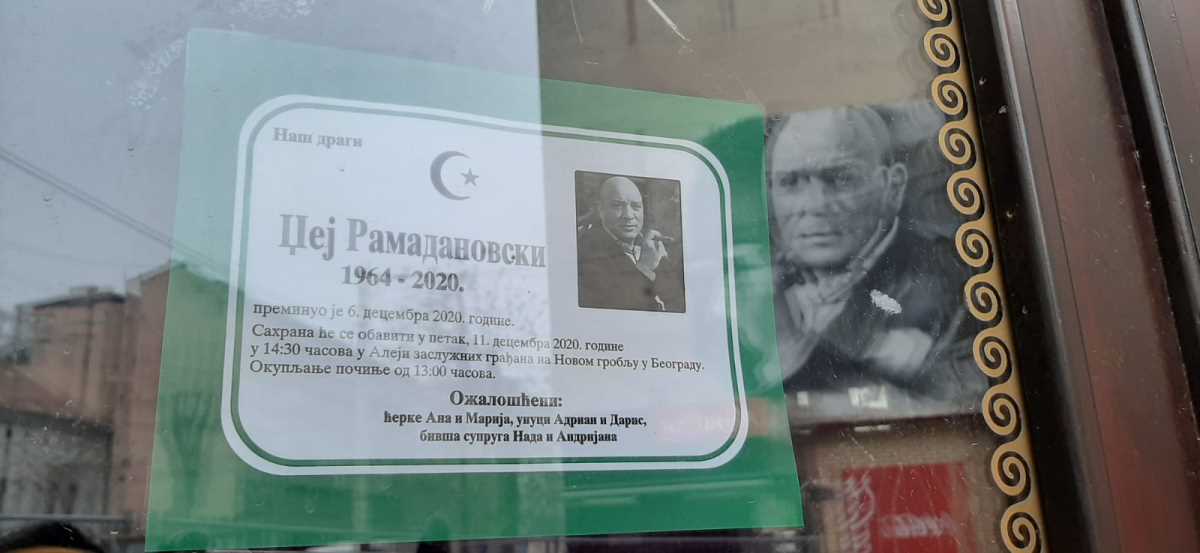 Наш драги
Џеј Рамадановски
1964 - 2020.
преминуо је 6. децембра 2020. године.
Сахрана ће се обавити у петак, 11. децембра 2020. године
у 14:30 часова у Алеји заслужних грађана на Новом гробљу у Београду.
Окупљање почиње од 13:00 часова.
Ожалошћени:
ћерке Ана и Марија, унуци Адриан и Дарис,
бивша супруга Нада и Андријана